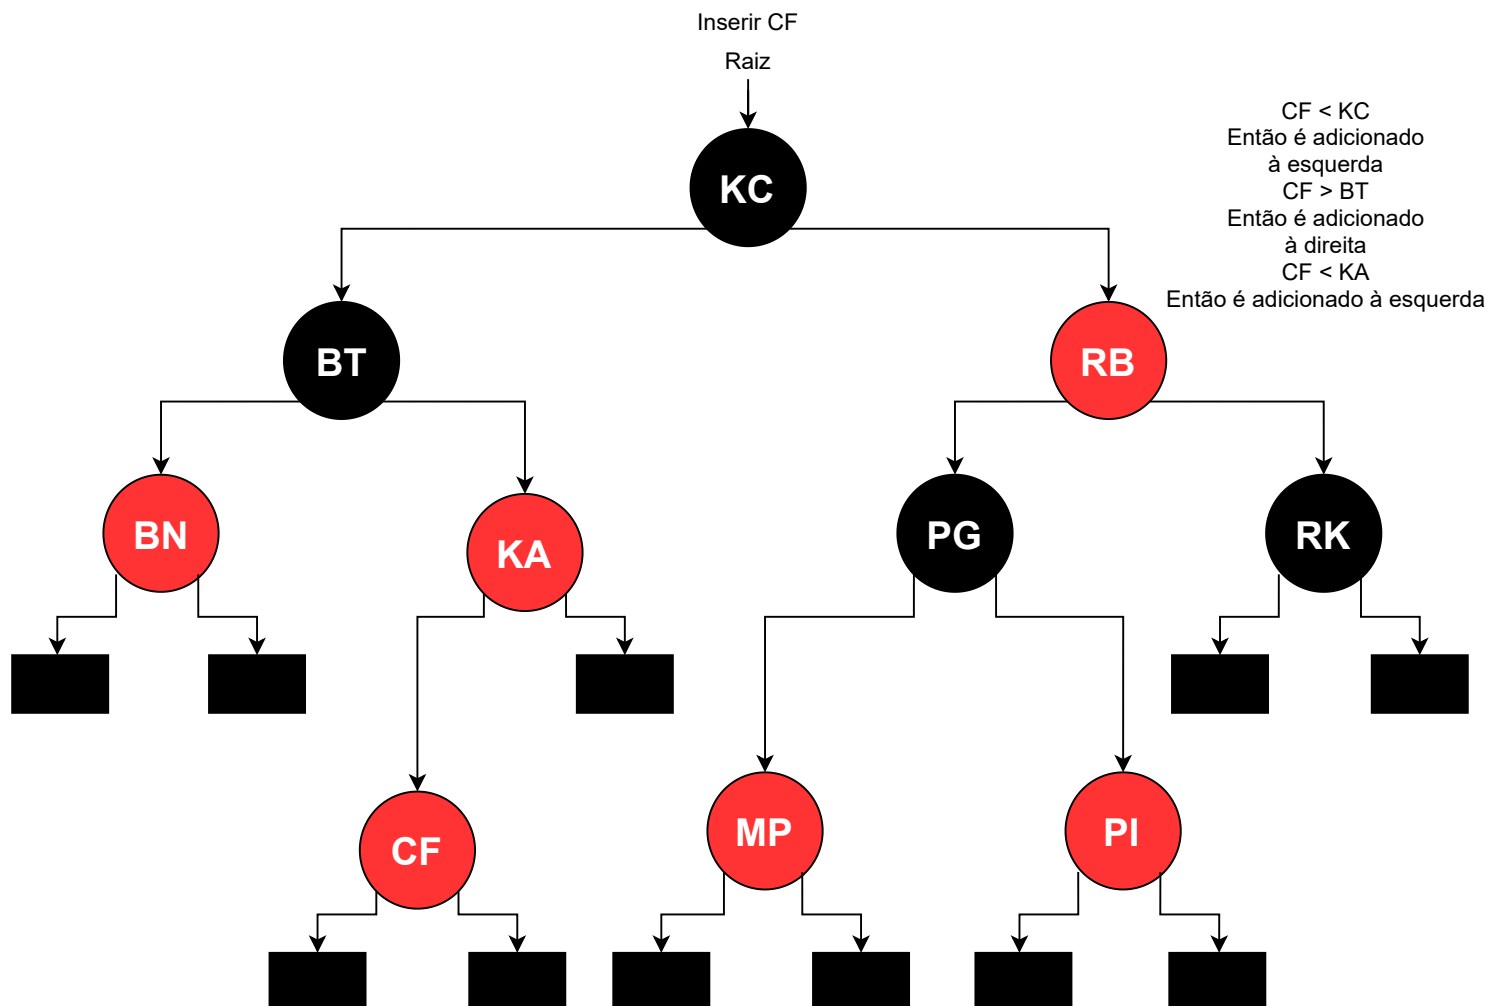 Inserir CF
Raiz
CF < KC
Então é adicionado
à esquerda
CF > BT
Então é adicionado
à direita
CF < KA
Então é adicionado à esquerda
KC
BT
RB
BN
KA
PG
RK
CF
MP
PI